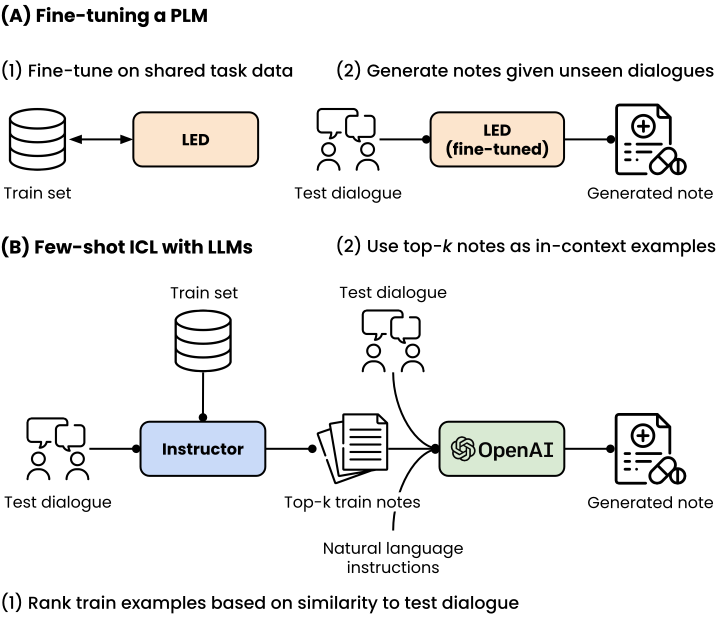 (A) Fine-tuning a PLM
(1) Fine-tune on shared task data
(2) Generate notes given unseen dialogues
LED
LED
(fine-tuned)
Train set
Test dialogue
Generated note
(B) Few-shot ICL with LLMs
(2) Use top-k notes as in-context examples
Train set
Test dialogue
Instructor
OpenAI
Test dialogue
Top-k train notes
Generated note
Natural language
instructions
(1) Rank train examples based on similarity to test dialogue